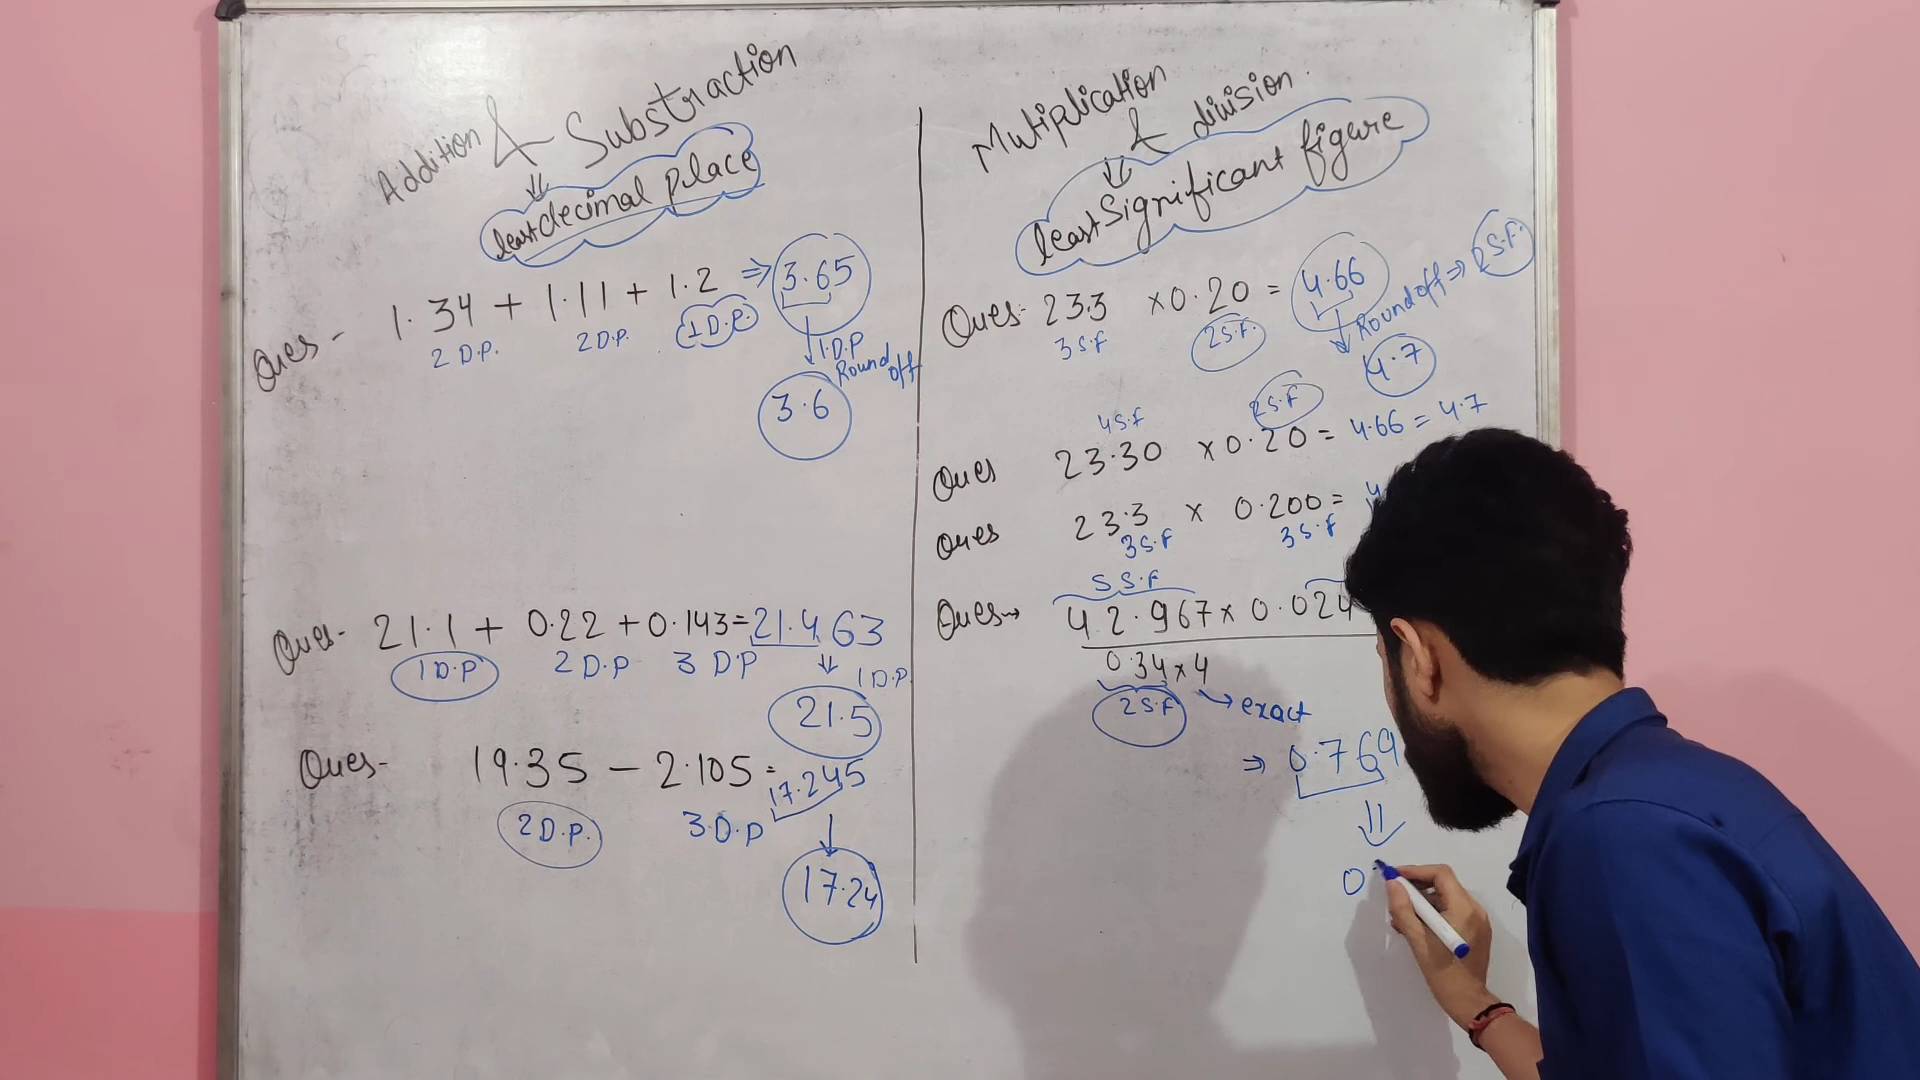 Addition & Substraction
least decimal place
Ques - 1.34 + 1.11 + 1.2 ⇒ 3.65
2 D.P. 2 D.P. 1 D.P.
1.D.P
Round off
3.6
Ques- 21.1 + 0.22 + 0.143 = 21.463
1 D.P 2 D.P 3 D.P
1 D.P.
21.5
Ques- 19.35 - 2.105 = 17.245
2 D.P. 3.D.P
17.24
Mutiplication & division
least Significant figure
Ques- 23.3 × 0.20 = 4.66
3 S.F 2 S.F.
Round off ⇒ 2 S.F.
4.7
4 S.F 2 S.F
Ques 23.30 × 0.20 = 4.66 = 4.7
Ques 23.3 × 0.200 = 4
3 S.F 3 S.F
5 S.F
Ques → 42.967 × 0.024
0.34 × 4
2 S.F → exact
⇒ 0.769
0